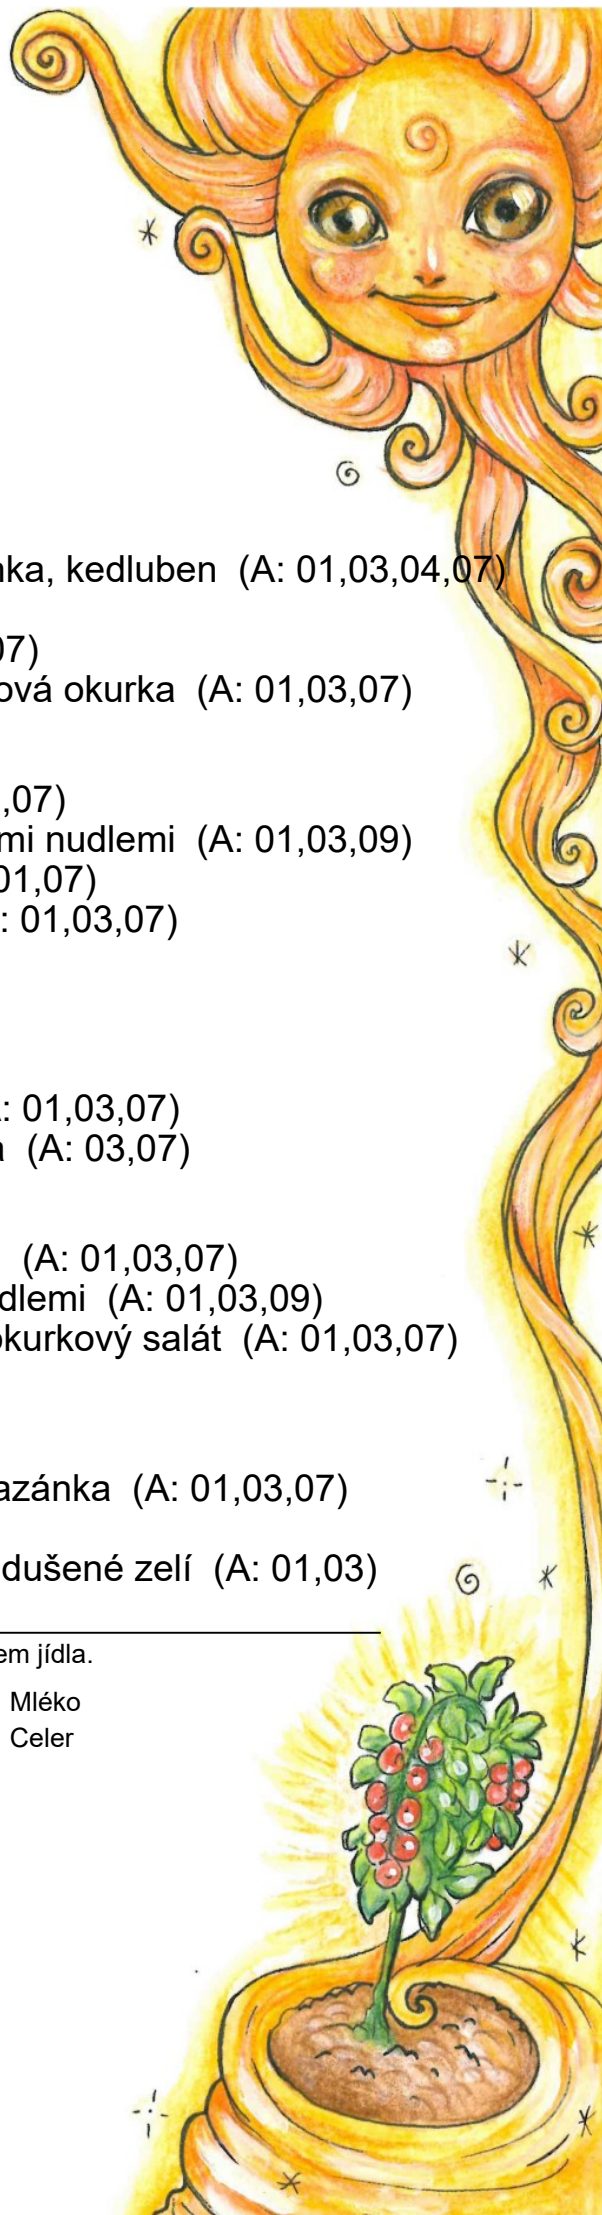 nka, kedluben (A: 01,03,04,07)
07)
ová okurka (A: 01,03,07)
,07)
mi nudlemi (A: 01,03,09)
01,07)
: 01,03,07)
: 01,03,07)
a (A: 03,07)
(A: 01,03,07)
dlemi (A: 01,03,09)
okurkový salát (A: 01,03,07)
azánka (A: 01,03,07)
dušené zelí (A: 01,03)
em jídla.
Mléko
Celer